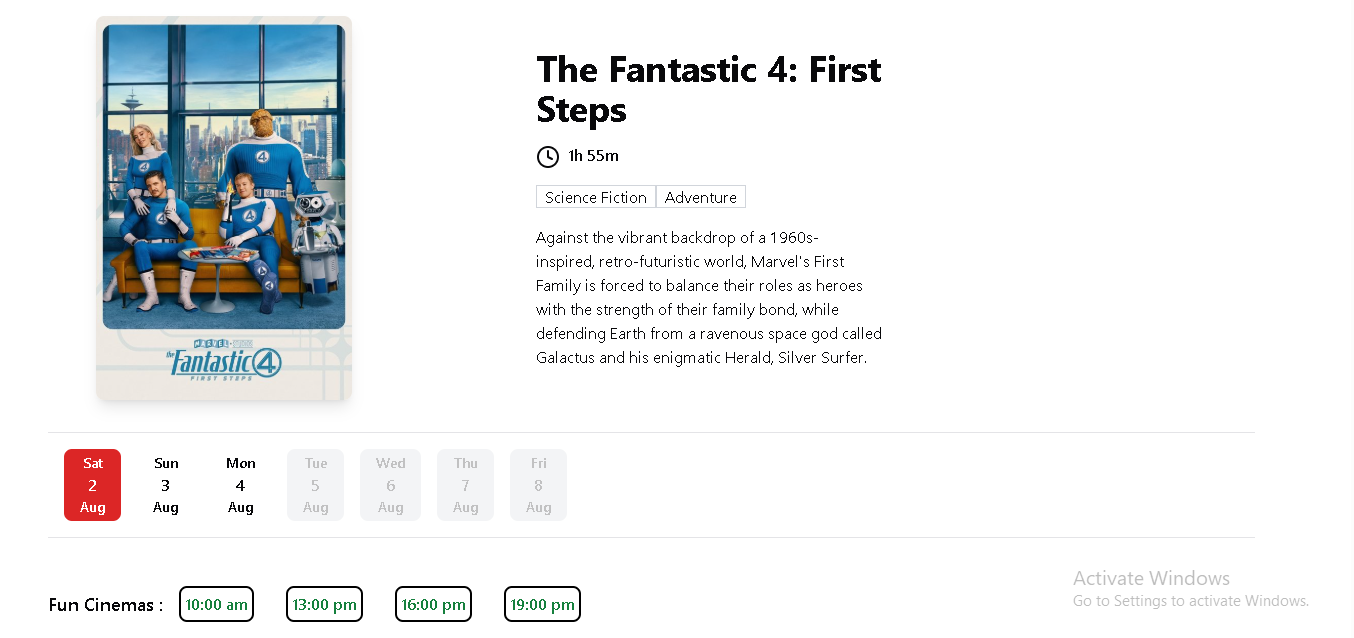 The Fantastic 4: First
Steps
1h 55m
Science Fiction Adventure
Against the vibrant backdrop of a 1960s-
inspired, retro-futuristic world, Marvel's First
Family is forced to balance their roles as heroes
with the strength of their family bond, while
defending Earth from a ravenous space god called
Galactus and his enigmatic Herald, Silver Surfer.
MARVEL
the Fantastic 4
FIRST STEPS
Sat Sun Mon Tue Wed Thu Fri
2 3 4 5 6 7 8
Aug Aug Aug Aug Aug Aug Aug
Fun Cinemas : 10:00 am 13:00 pm 16:00 pm 19:00 pm
Activate Windows
Go to Settings to activate Windows.